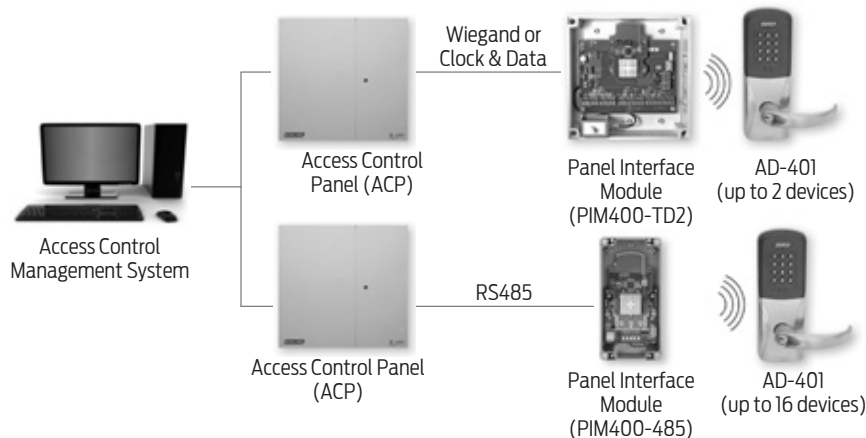 Wiegand or
Clock & Data
Access Control
Panel (ACP)
Panel Interface
Module
(PIM400-TD2)
AD-401
(up to 2 devices)
Access Control
Management System
RS485
Access Control Panel
(ACP)
Panel Interface
Module
(PIM400-485)
AD-401
(up to 16 devices)